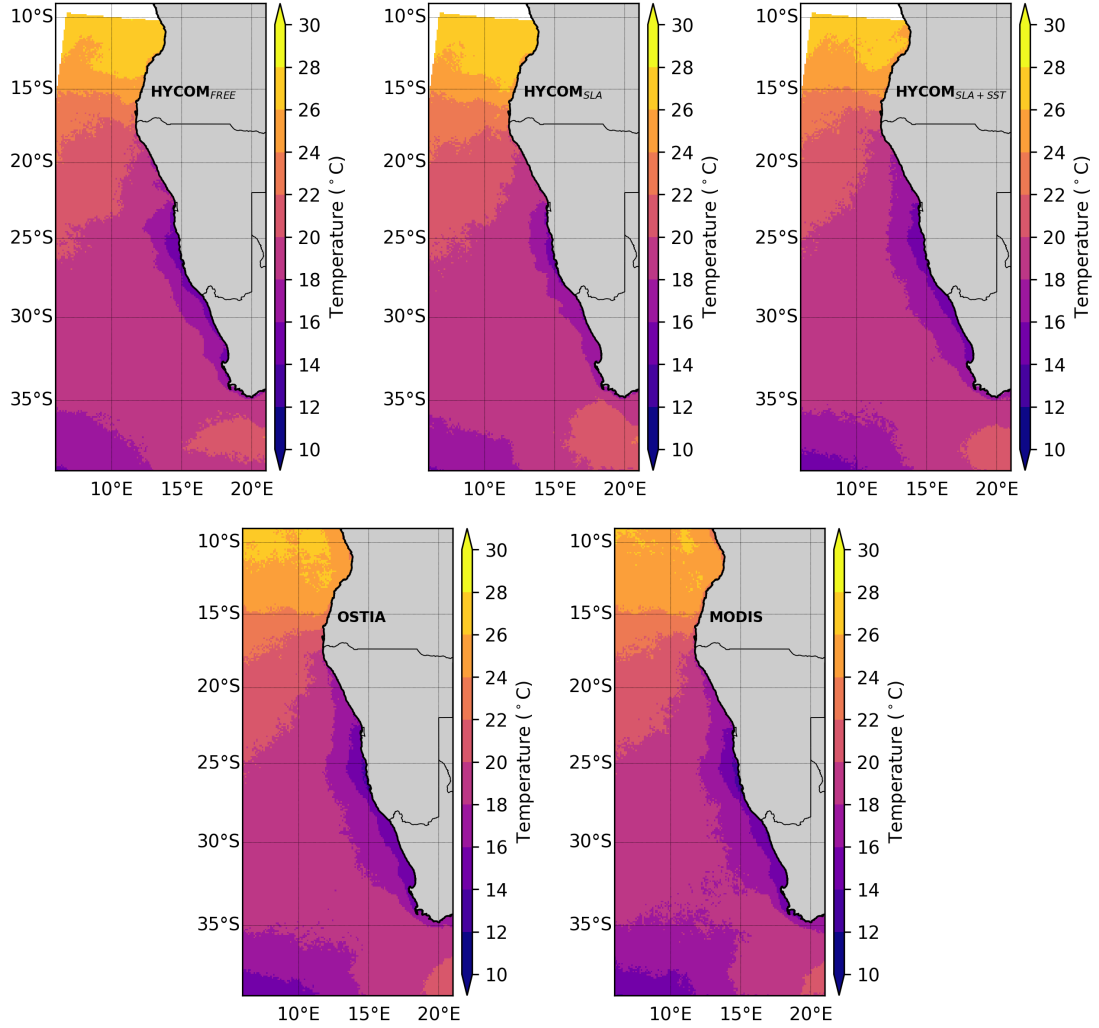 10°S
15°S
20°S
25°S
30°S
35°S
HYCOM_FREE
10°E 15°E 20°E
30
28
26
24
22
20
18
16
14
12
10
Temperature (°C)
10°S
15°S
20°S
25°S
30°S
35°S
HYCOM_SLA
10°E 15°E 20°E
30
28
26
24
22
20
18
16
14
12
10
Temperature (°C)
10°S
15°S
20°S
25°S
30°S
35°S
HYCOM_SLA+SST
10°E 15°E 20°E
30
28
26
24
22
20
18
16
14
12
10
Temperature (°C)
10°S
15°S
20°S
25°S
30°S
35°S
OSTIA
10°E 15°E 20°E
30
28
26
24
22
20
18
16
14
12
10
Temperature (°C)
10°S
15°S
20°S
25°S
30°S
35°S
MODIS
10°E 15°E 20°E
30
28
26
24
22
20
18
16
14
12
10
Temperature (°C)